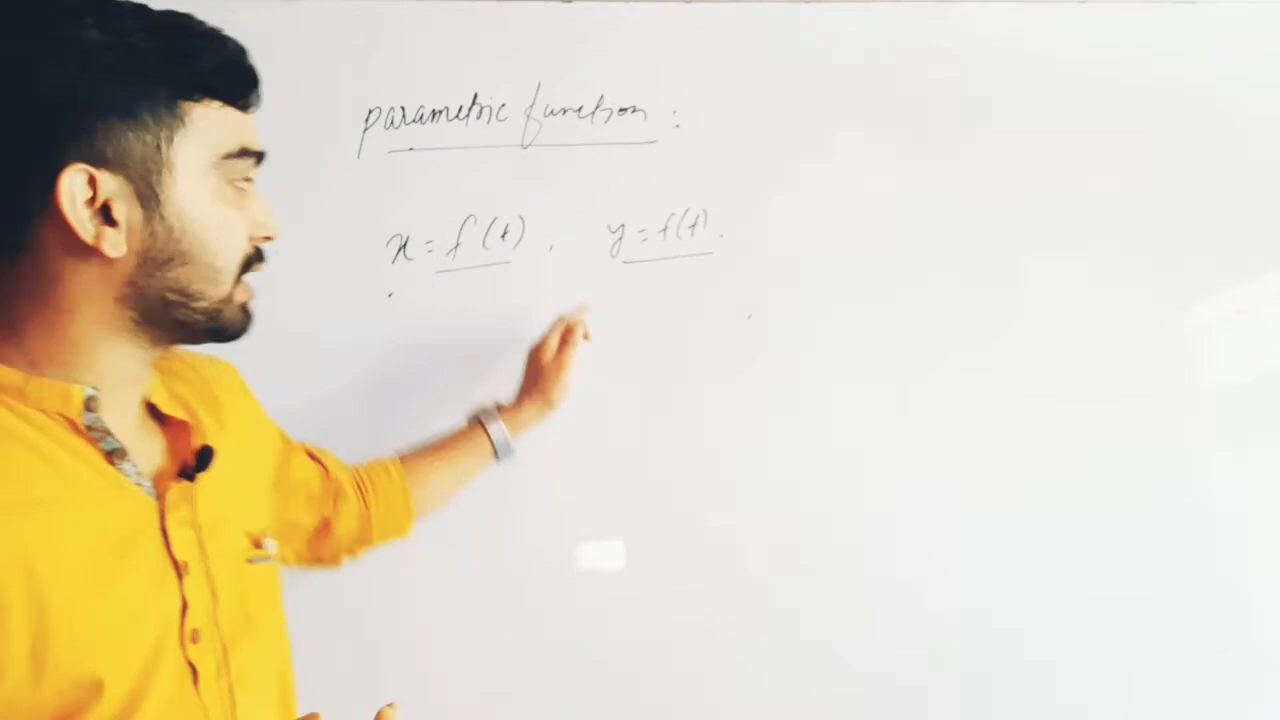 parametric function :
x = f(t) . y = f(t).